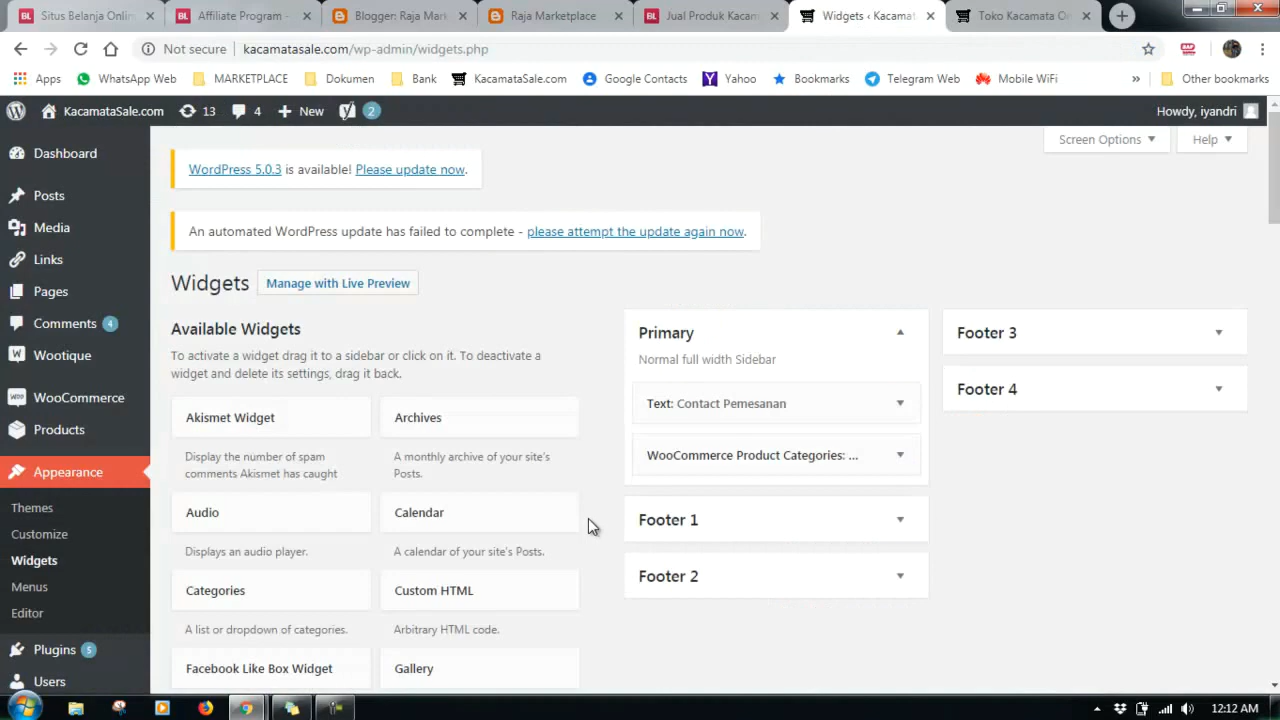 Situs Belanja Onlin
Affiliate Program -
Blogger: Raja Mark
Raja Marketplace
Jual Produk Kacam
Widgets ‹ Kacamat
Toko Kacamata On
Not secure
kacamatasale.com/wp-admin/widgets.php
Apps
WhatsApp Web
MARKETPLACE
Dokumen
Bank
KacamataSale.com
Google Contacts
Yahoo
Bookmarks
Telegram Web
Mobile WiFi
»
Other bookmarks
KacamataSale.com
13
4
New
2
Howdy, iyandri
Screen Options
Help
Dashboard
Posts
Media
Links
Pages
Comments 4
Wootique
WooCommerce
Products
Appearance
Themes
Customize
Widgets
Menus
Editor
Plugins 5
Users
WordPress 5.0.3 is available! Please update now.
An automated WordPress update has failed to complete - please attempt the update again now.
Widgets
Manage with Live Preview
Available Widgets
To activate a widget drag it to a sidebar or click on it. To deactivate a
widget and delete its settings, drag it back.
Akismet Widget
Display the number of spam
comments Akismet has caught
Archives
A monthly archive of your site's
Posts.
Audio
Displays an audio player.
Calendar
A calendar of your site's Posts.
Categories
A list or dropdown of categories.
Custom HTML
Arbitrary HTML code.
Facebook Like Box Widget
Gallery
Primary
Normal full width Sidebar
Text: Contact Pemesanan
WooCommerce Product Categories: ...
Footer 1
Footer 2
Footer 3
Footer 4
12:12 AM